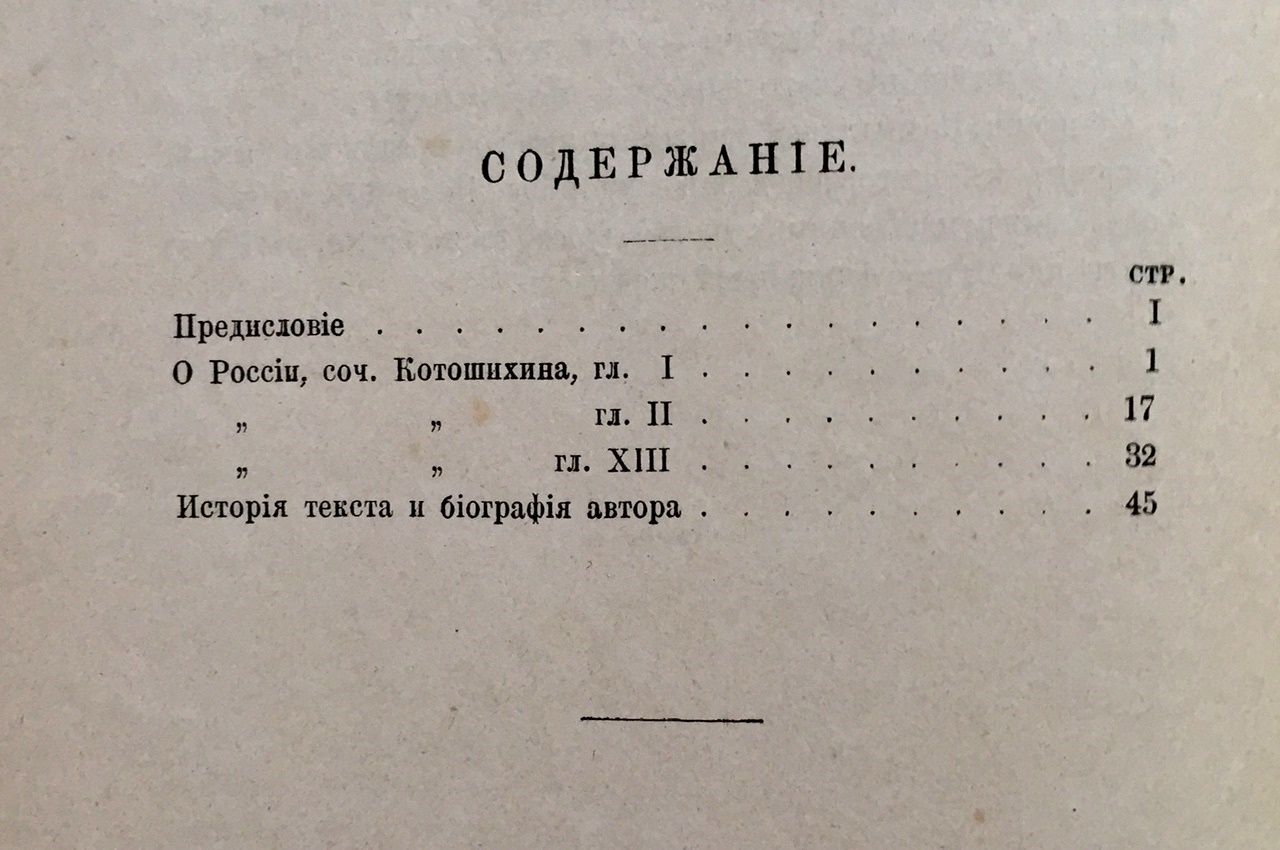 СОДЕРЖАНІЕ.
СТР.
Предисловіе . . . . . . . . . . . . . . . . . . I
О Россіи, соч. Котошихина, гл. I . . . . . . . . . . 1
„ „ гл. II . . . . . . . . . . 17
„ „ гл. XIII . . . . . . . . . . 32
Исторія текста и біографія автора . . . . . . . . . . 45